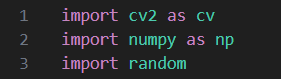 1 import cv2 as cv
2 import numpy as np
3 import random